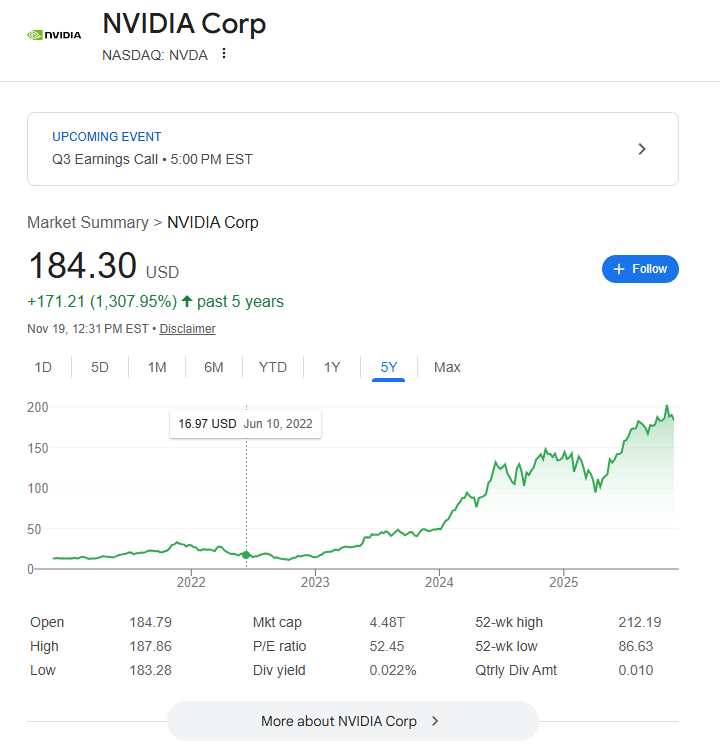 NVIDIA
NVIDIA Corp
NASDAQ: NVDA
UPCOMING EVENT
Q3 Earnings Call • 5:00 PM EST
Market Summary > NVIDIA Corp
184.30 USD
+ Follow
+171.21 (1,307.95%) ↑ past 5 years
Nov 19, 12:31 PM EST • Disclaimer
1D 5D 1M 6M YTD 1Y 5Y Max
16.97 USD Jun 10, 2022
200
150
100
50
0
2022 2023 2024 2025
Open 184.79 Mkt cap 4.48T 52-wk high 212.19
High 187.86 P/E ratio 52.45 52-wk low 86.63
Low 183.28 Div yield 0.022% Qtrly Div Amt 0.010
More about NVIDIA Corp